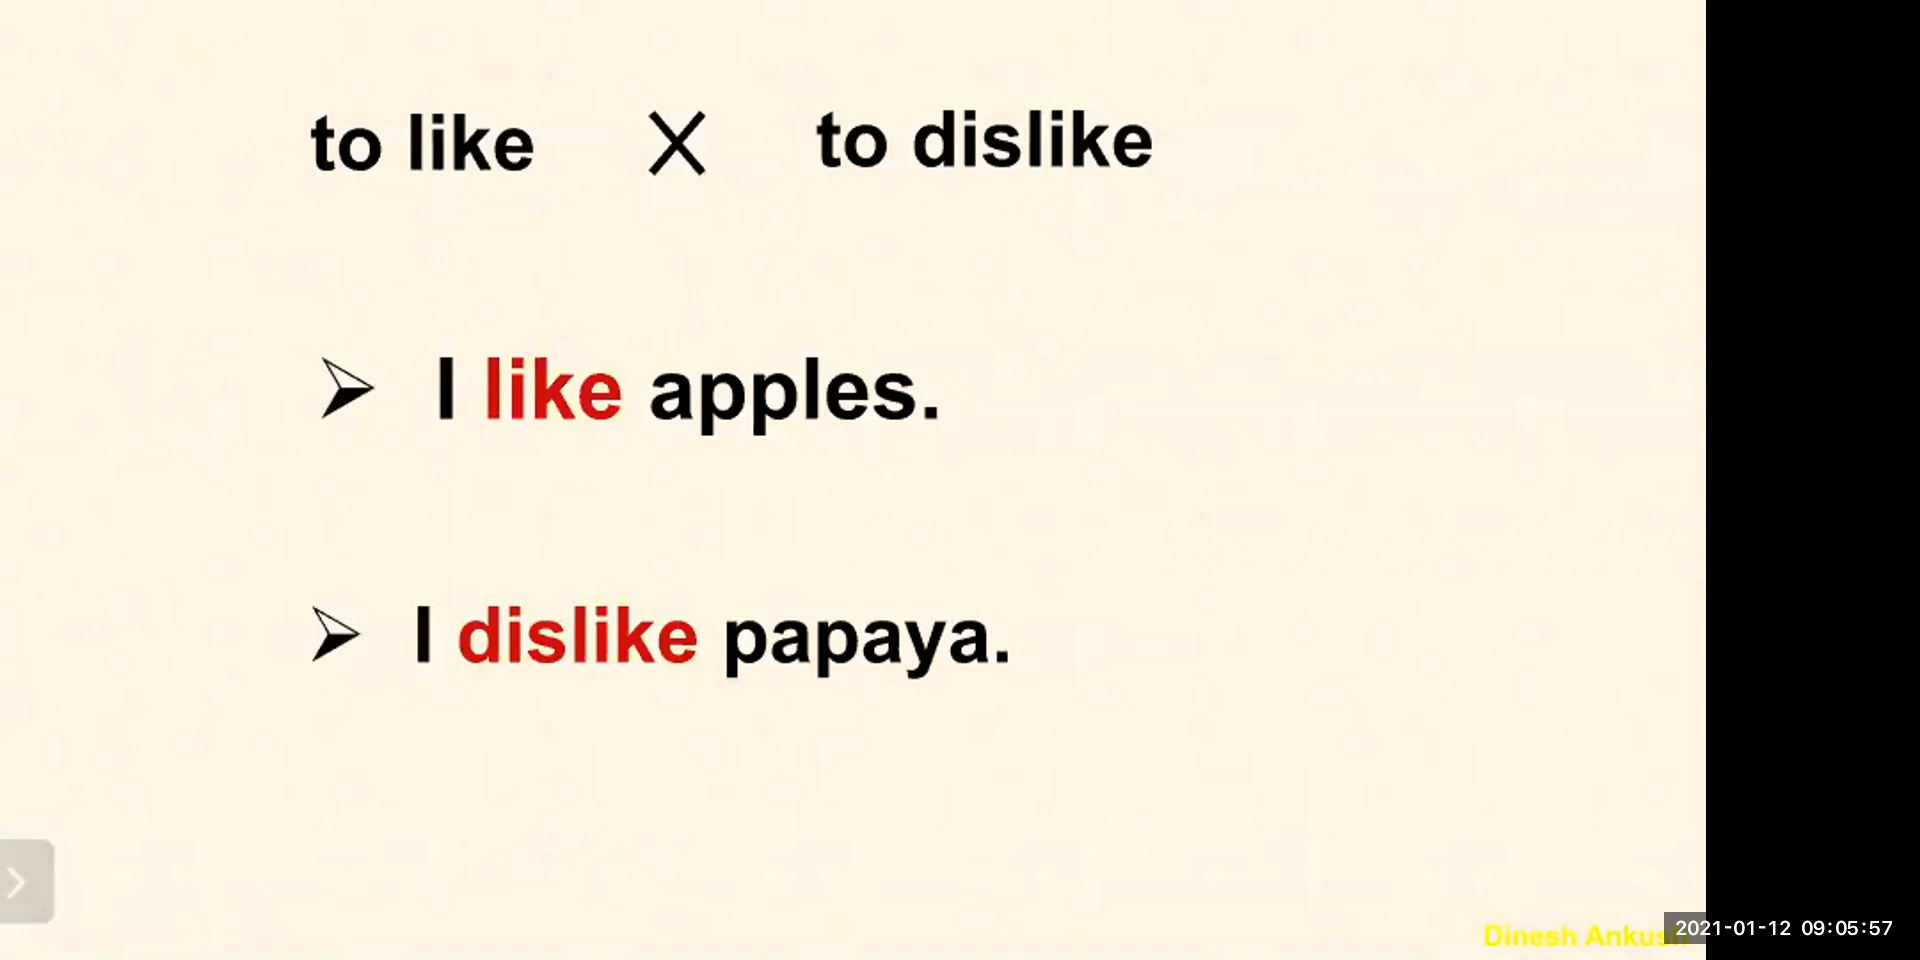 to like X to dislike
➢ I like apples.
➢ I dislike papaya.
Dinesh Ankush
2021-01-12 09:05:57